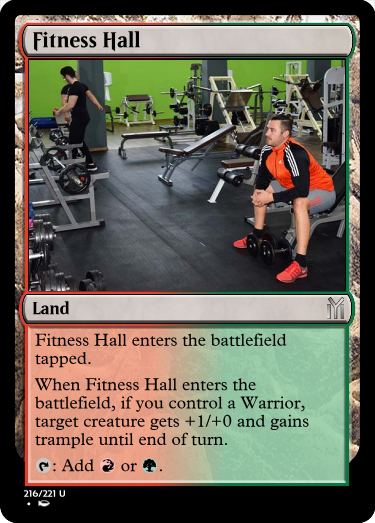 Fitness Hall
Land
Fitness Hall enters the battlefield
tapped.
When Fitness Hall enters the
battlefield, if you control a Warrior,
target creature gets +1/+0 and gains
trample until end of turn.
: Add or .
216/221 U